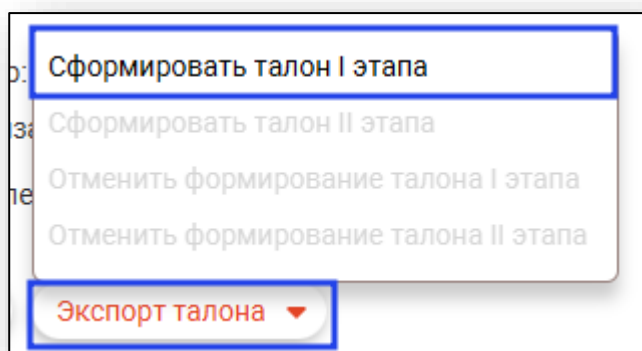 Сформировать талон I этапа
Сформировать талон II этапа
Отменить формирование талона I этапа
Отменить формирование талона II этапа
Экспорт талона